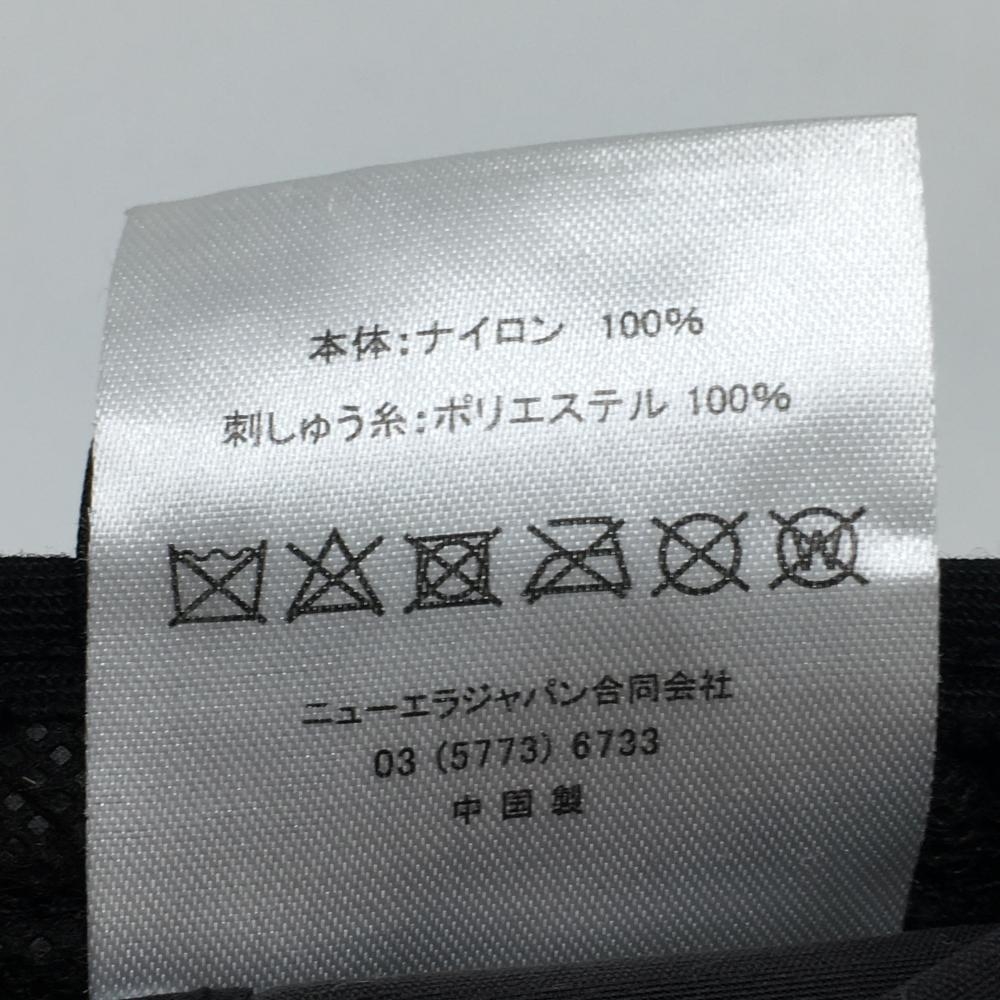 本体:ナイロン 100%
刺しゅう糸:ポリエステル 100%
W
ニューエラジャパン合同会社
03 (5773) 6733
中国製